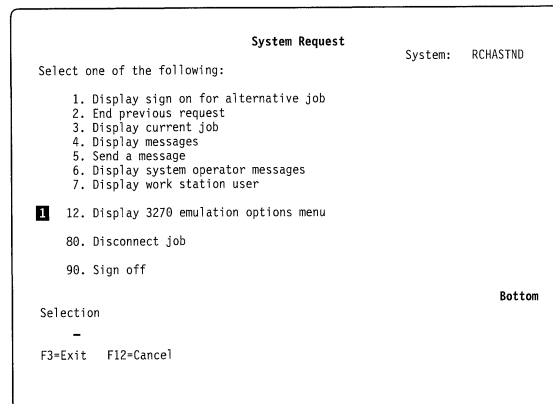 System Request
System: RCHASTND
Select one of the following:
1. Display sign on for alternative job
2. End previous request
3. Display current job
4. Display messages
5. Send a message
6. Display system operator messages
7. Display work station user
1 12. Display 3270 emulation options menu
80. Disconnect job
90. Sign off
Bottom
Selection
_
F3=Exit F12=Cancel